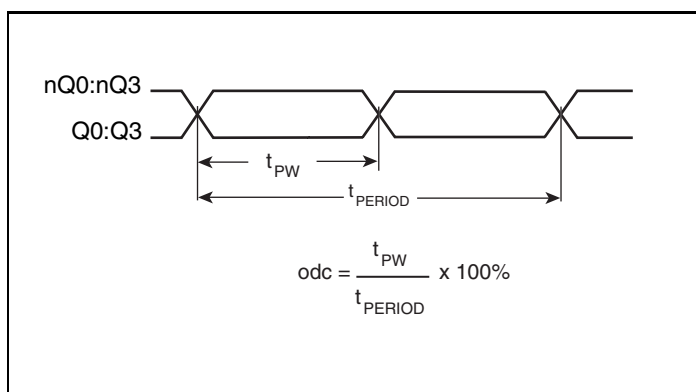 nQ0:nQ3
Q0:Q3
tPW
tPERIOD
odc = tPW / tPERIOD x 100%